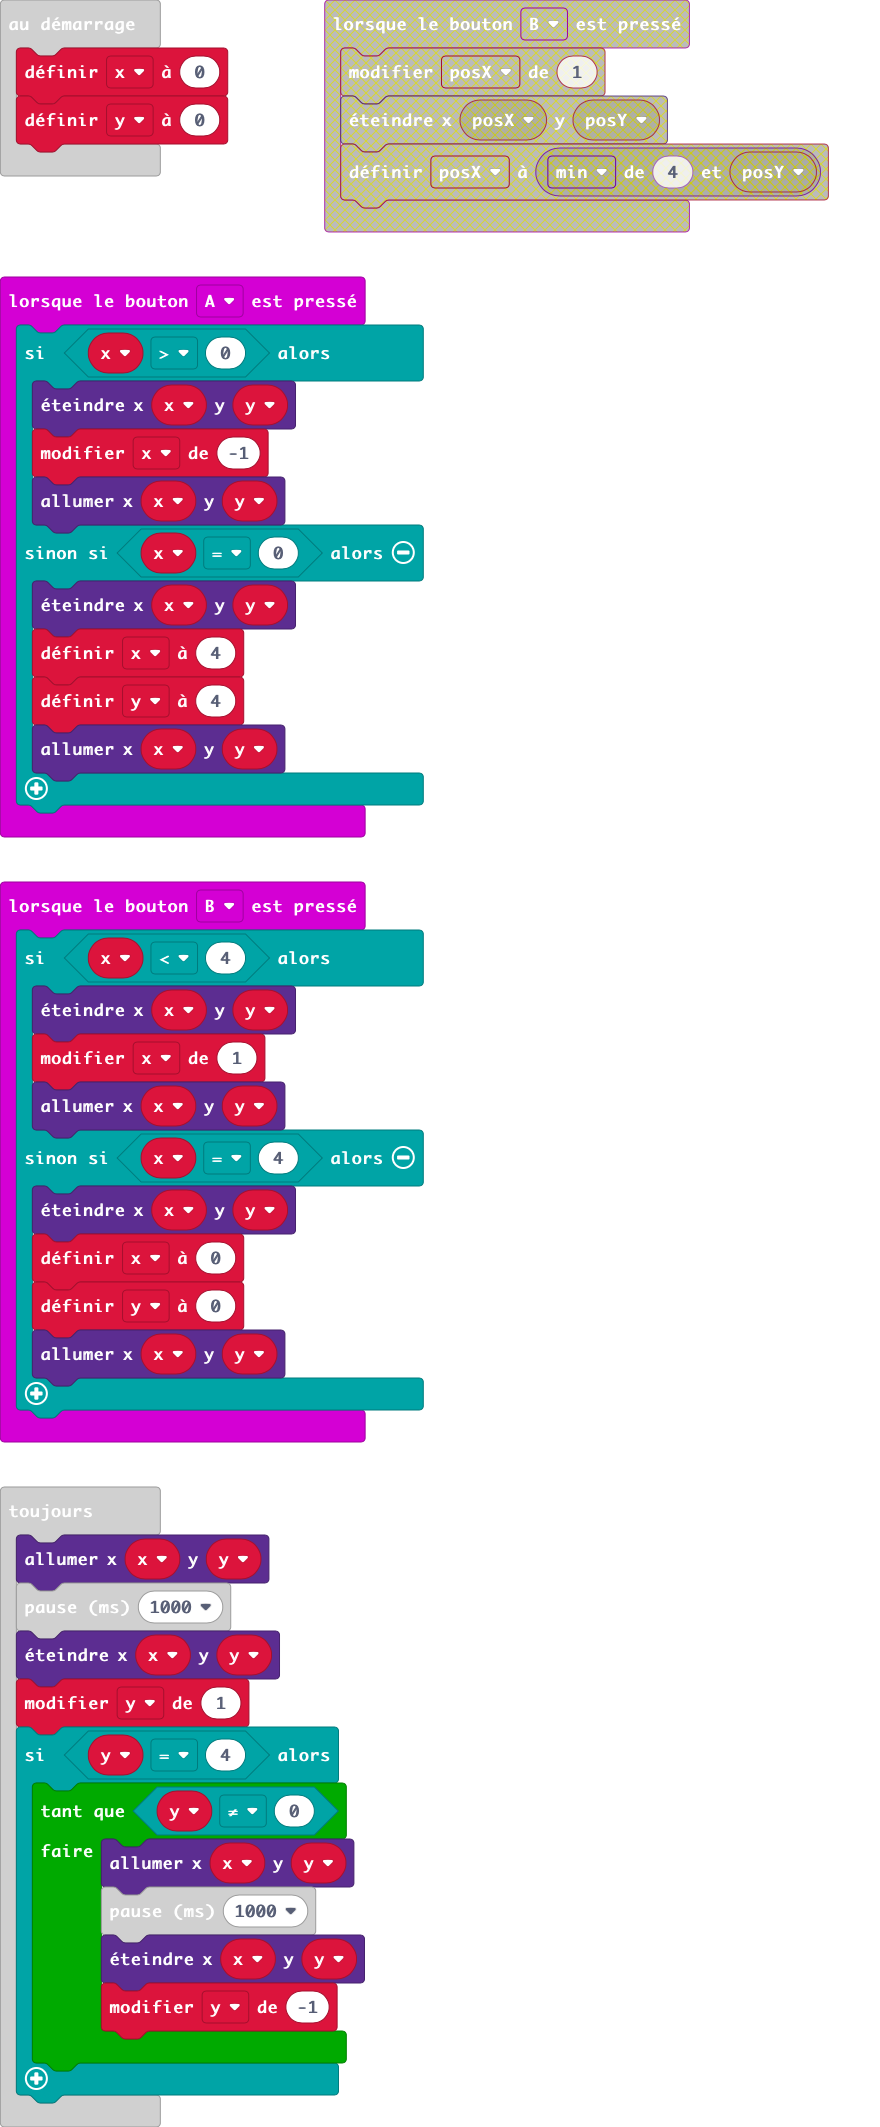 au démarrage
définir x à 0
définir y à 0
lorsque le bouton B est pressé
modifier posX de 1
éteindre x posX y posY
définir posX à min de 4 et posY
lorsque le bouton A est pressé
si x > 0 alors
éteindre x x y y
modifier x de -1
allumer x x y y
sinon si x = 0 alors
éteindre x x y y
définir x à 4
définir y à 4
allumer x x y y
lorsque le bouton B est pressé
si x < 4 alors
éteindre x x y y
modifier x de 1
allumer x x y y
sinon si x = 4 alors
éteindre x x y y
définir x à 0
définir y à 0
allumer x x y y
toujours
allumer x x y y
pause (ms) 1000
éteindre x x y y
modifier y de 1
si y = 4 alors
tant que y ≠ 0
faire
allumer x x y y
pause (ms) 1000
éteindre x x y y
modifier y de -1